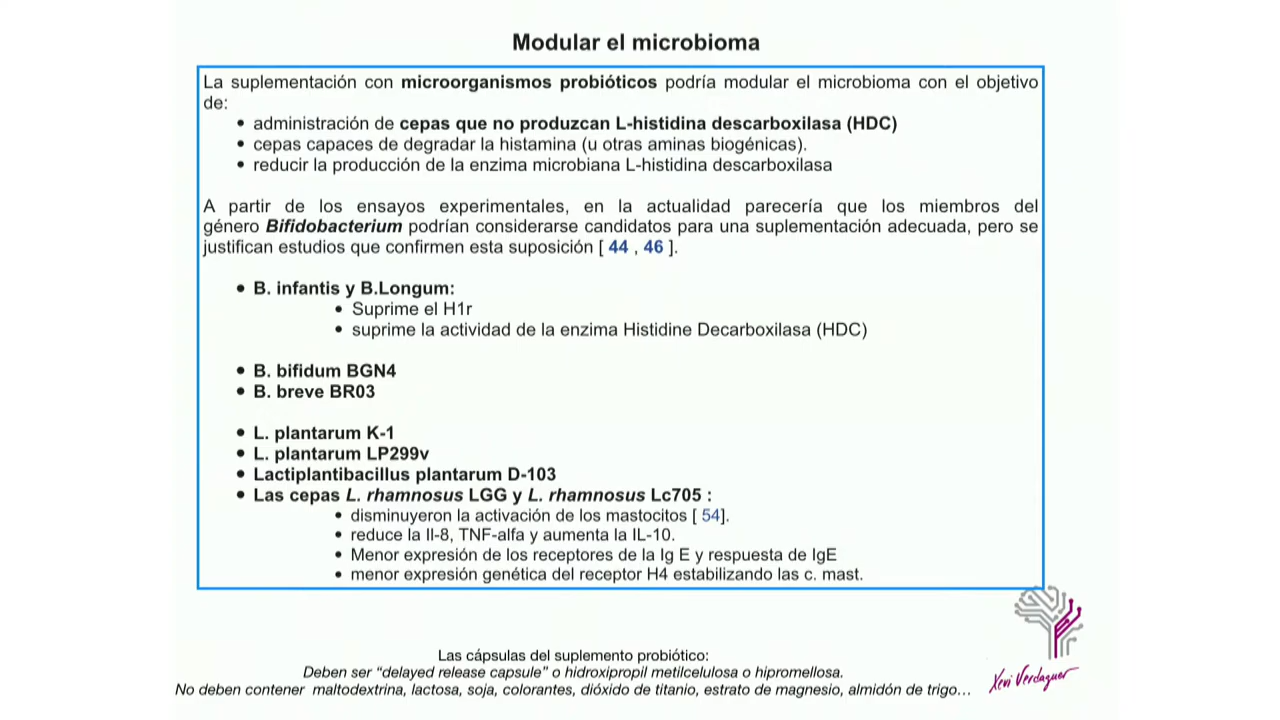 Modular el microbioma
La suplementación con microorganismos probióticos podría modular el microbioma con el objetivo
de:
• administración de cepas que no produzcan L-histidina descarboxilasa (HDC)
• cepas capaces de degradar la histamina (u otras aminas biogénicas).
• reducir la producción de la enzima microbiana L-histidina descarboxilasa
A partir de los ensayos experimentales, en la actualidad parecería que los miembros del
género Bifidobacterium podrían considerarse candidatos para una suplementación adecuada, pero se
justifican estudios que confirmen esta suposición [ 44 , 46 ].
• B. infantis y B.Longum:
• Suprime el H1r
• suprime la actividad de la enzima Histidine Decarboxilasa (HDC)
• B. bifidum BGN4
• B. breve BR03
• L. plantarum K-1
• L. plantarum LP299v
• Lactiplantibacillus plantarum D-103
• Las cepas L. rhamnosus LGG y L. rhamnosus Lc705 :
• disminuyeron la activación de los mastocitos [ 54].
• reduce la Il-8, TNF-alfa y aumenta la IL-10.
• Menor expresión de los receptores de la Ig E y respuesta de IgE
• menor expresión genética del receptor H4 estabilizando las c. mast.
Las cápsulas del suplemento probiótico:
Deben ser “delayed release capsule” o hidroxipropil metilcelulosa o hipromellosa.
No deben contener maltodextrina, lactosa, soja, colorantes, dióxido de titanio, estrato de magnesio, almidón de trigo…
Xevi Verdaguer